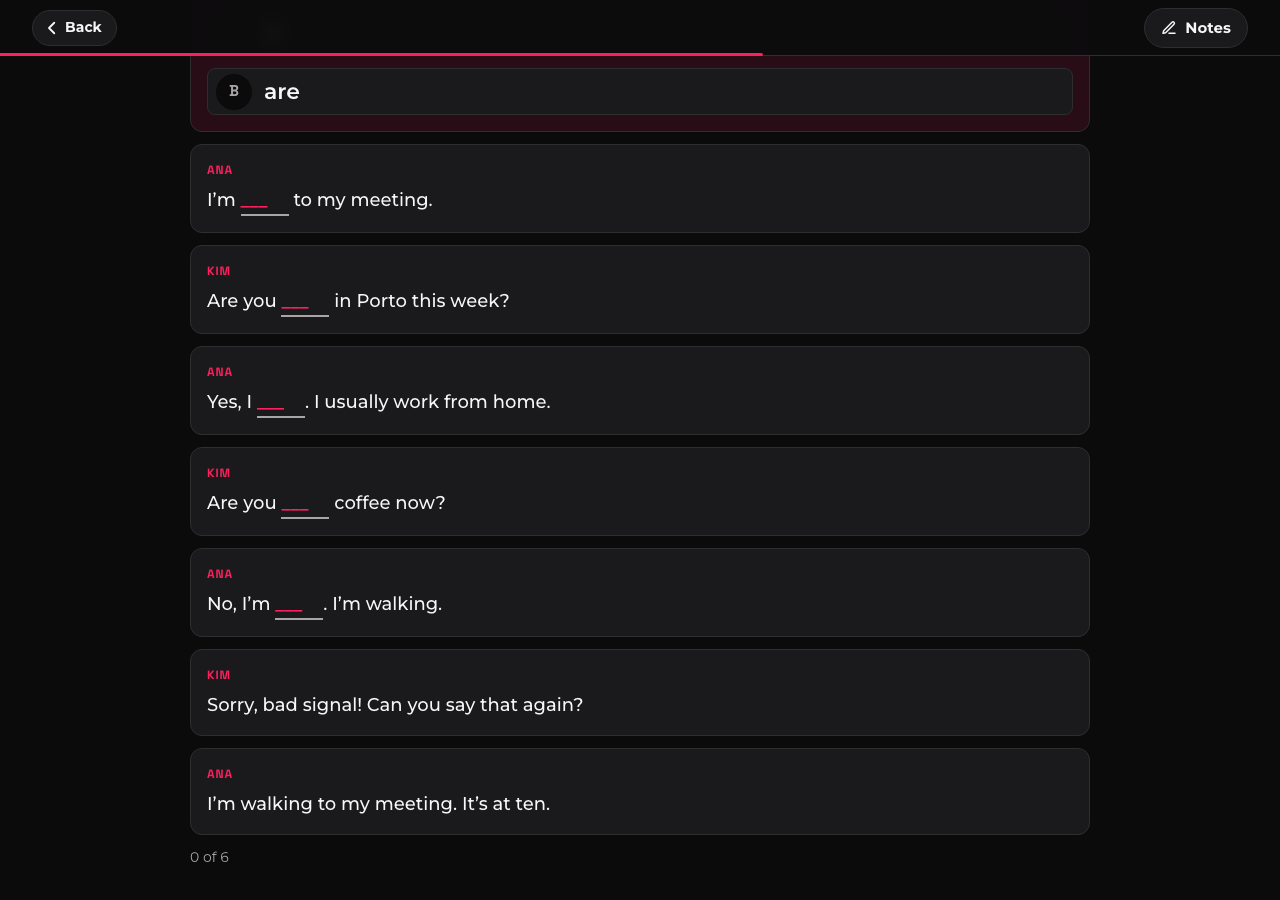 Back
Notes
B are
ANA
I’m ___ to my meeting.
KIM
Are you ___ in Porto this week?
ANA
Yes, I ___. I usually work from home.
KIM
Are you ___ coffee now?
ANA
No, I’m ___. I’m walking.
KIM
Sorry, bad signal! Can you say that again?
ANA
I’m walking to my meeting. It’s at ten.
0 of 6